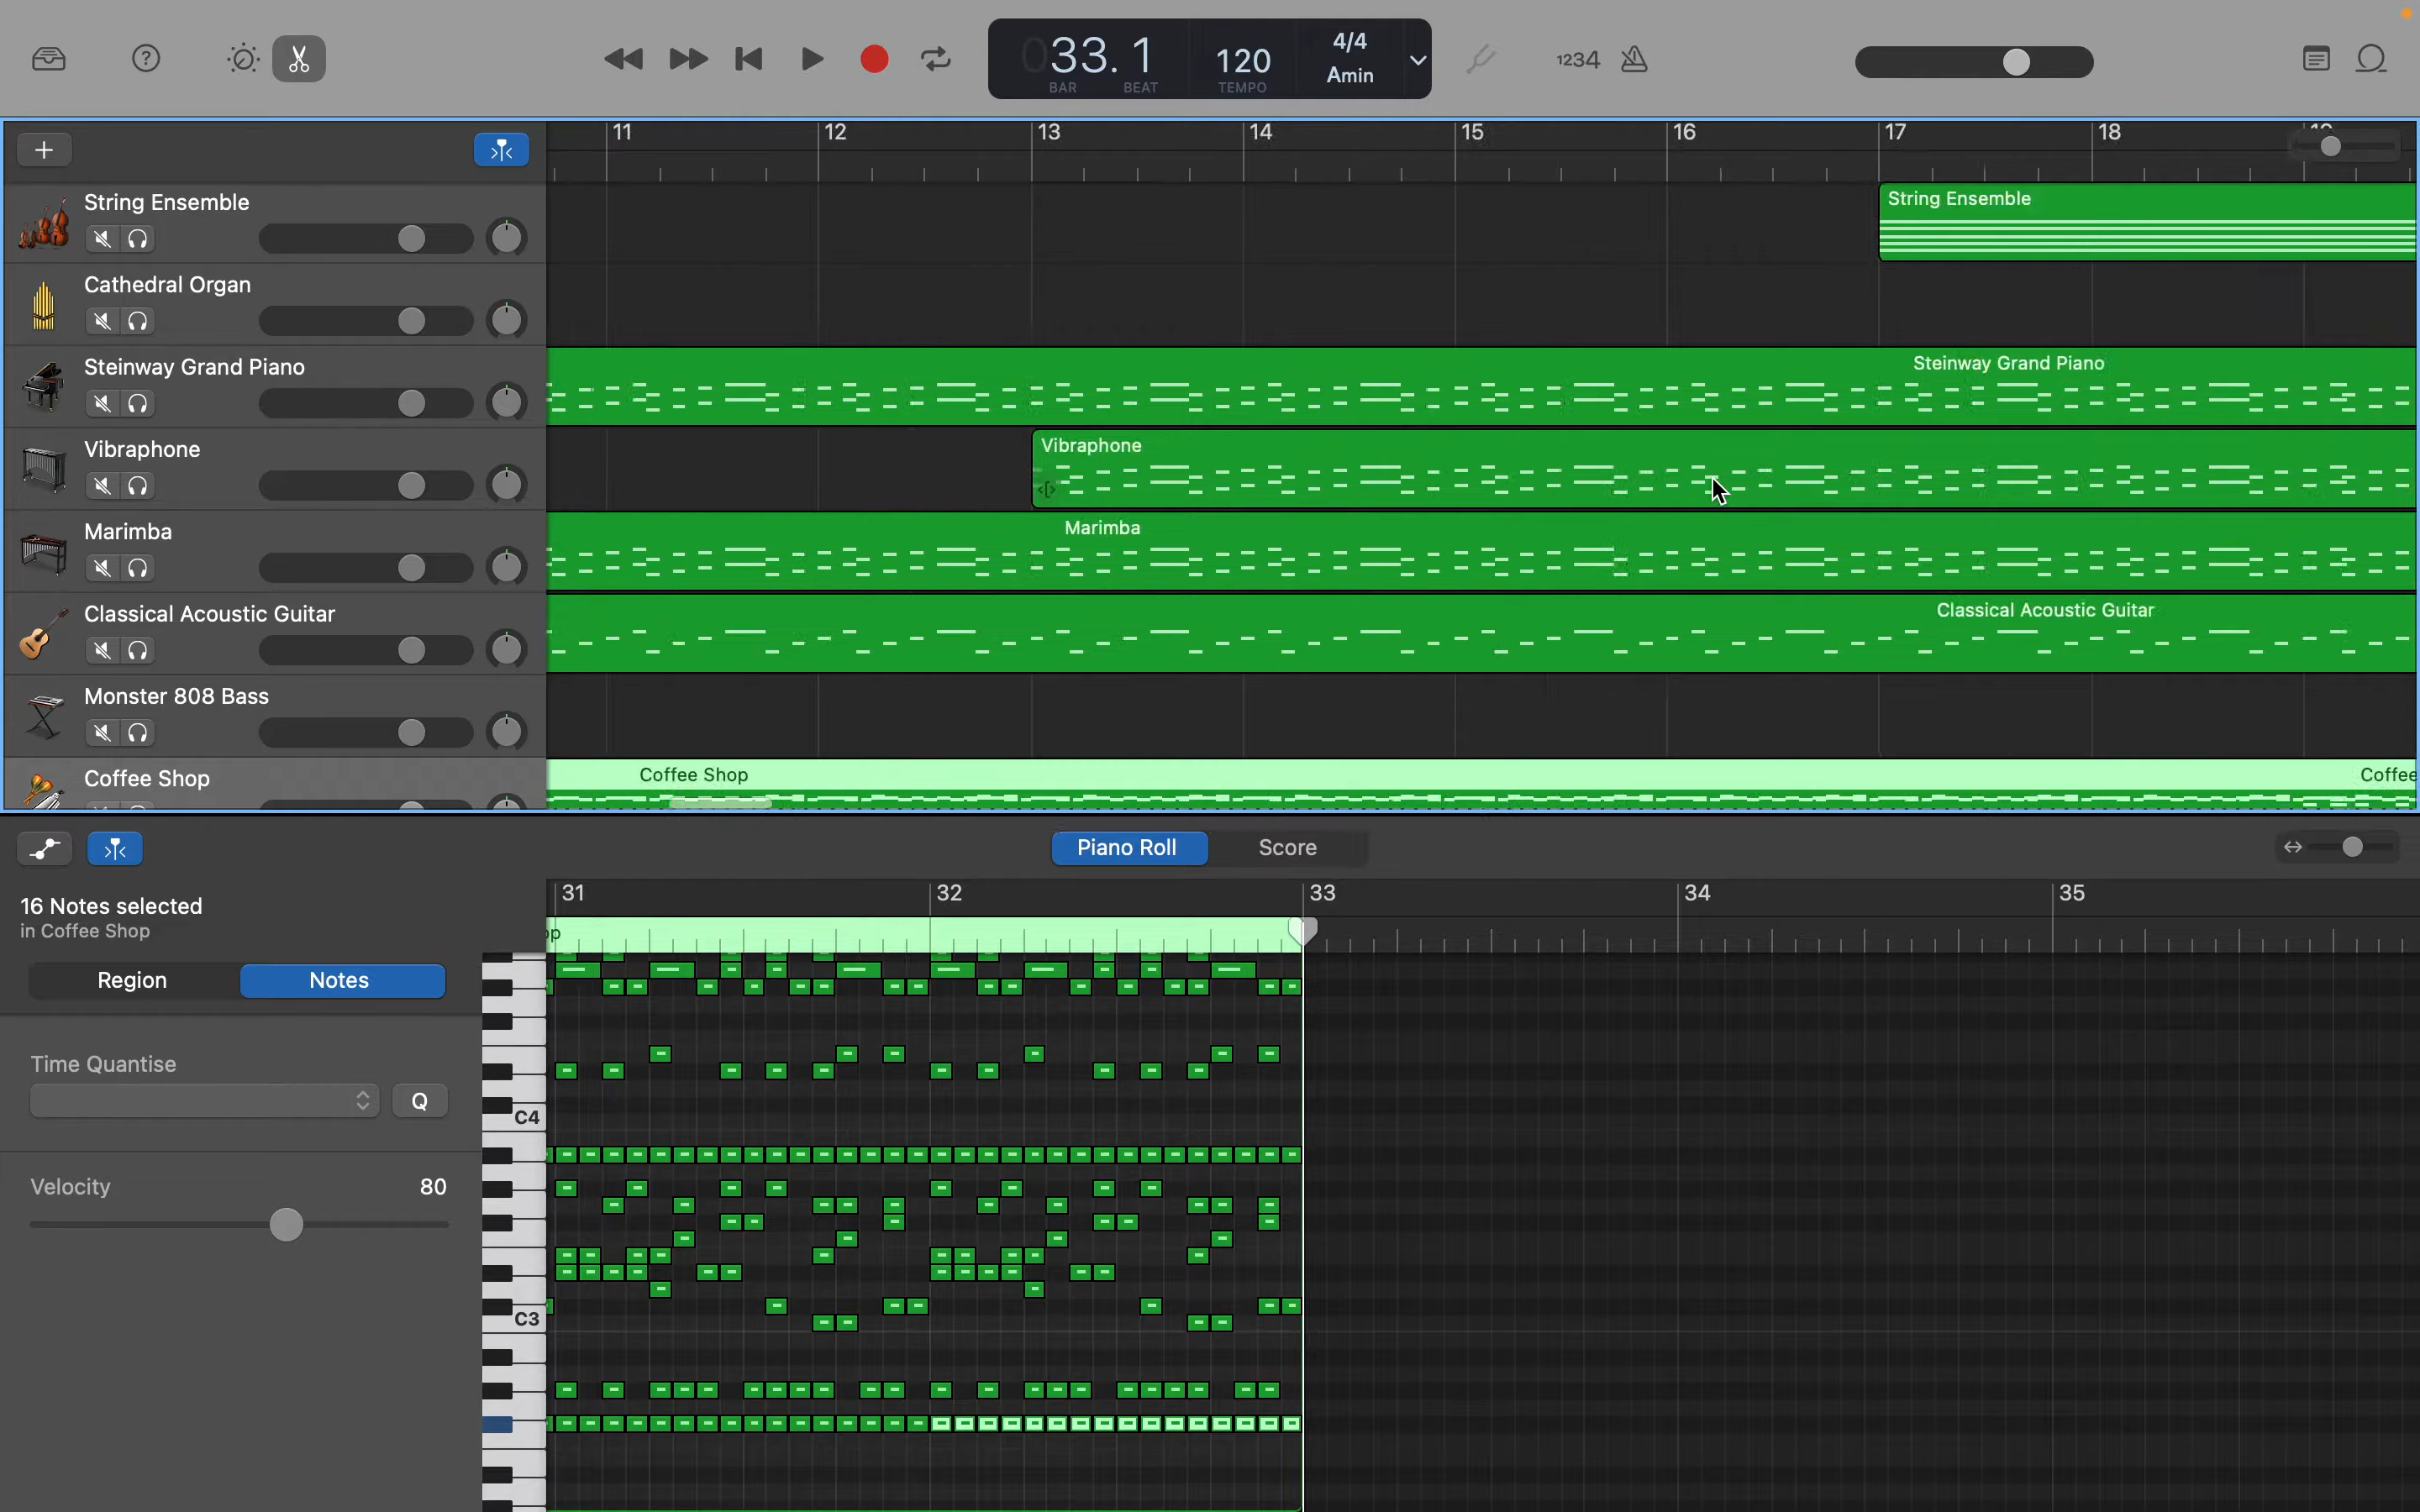 033. 1
BAR BEAT
120
TEMPO
4/4
Amin
1234
11 12 13 14 15 16 17 18 19
String Ensemble
String Ensemble
Cathedral Organ
Steinway Grand Piano
Steinway Grand Piano
Vibraphone
Vibraphone
Marimba
Marimba
Classical Acoustic Guitar
Classical Acoustic Guitar
Monster 808 Bass
Coffee Shop
Coffee Shop
Coffee
Piano Roll
Score
31 32 33 34 35
16 Notes selected
in Coffee Shop
op
Region
Notes
Time Quantise
Q
C4
Velocity
80
C3